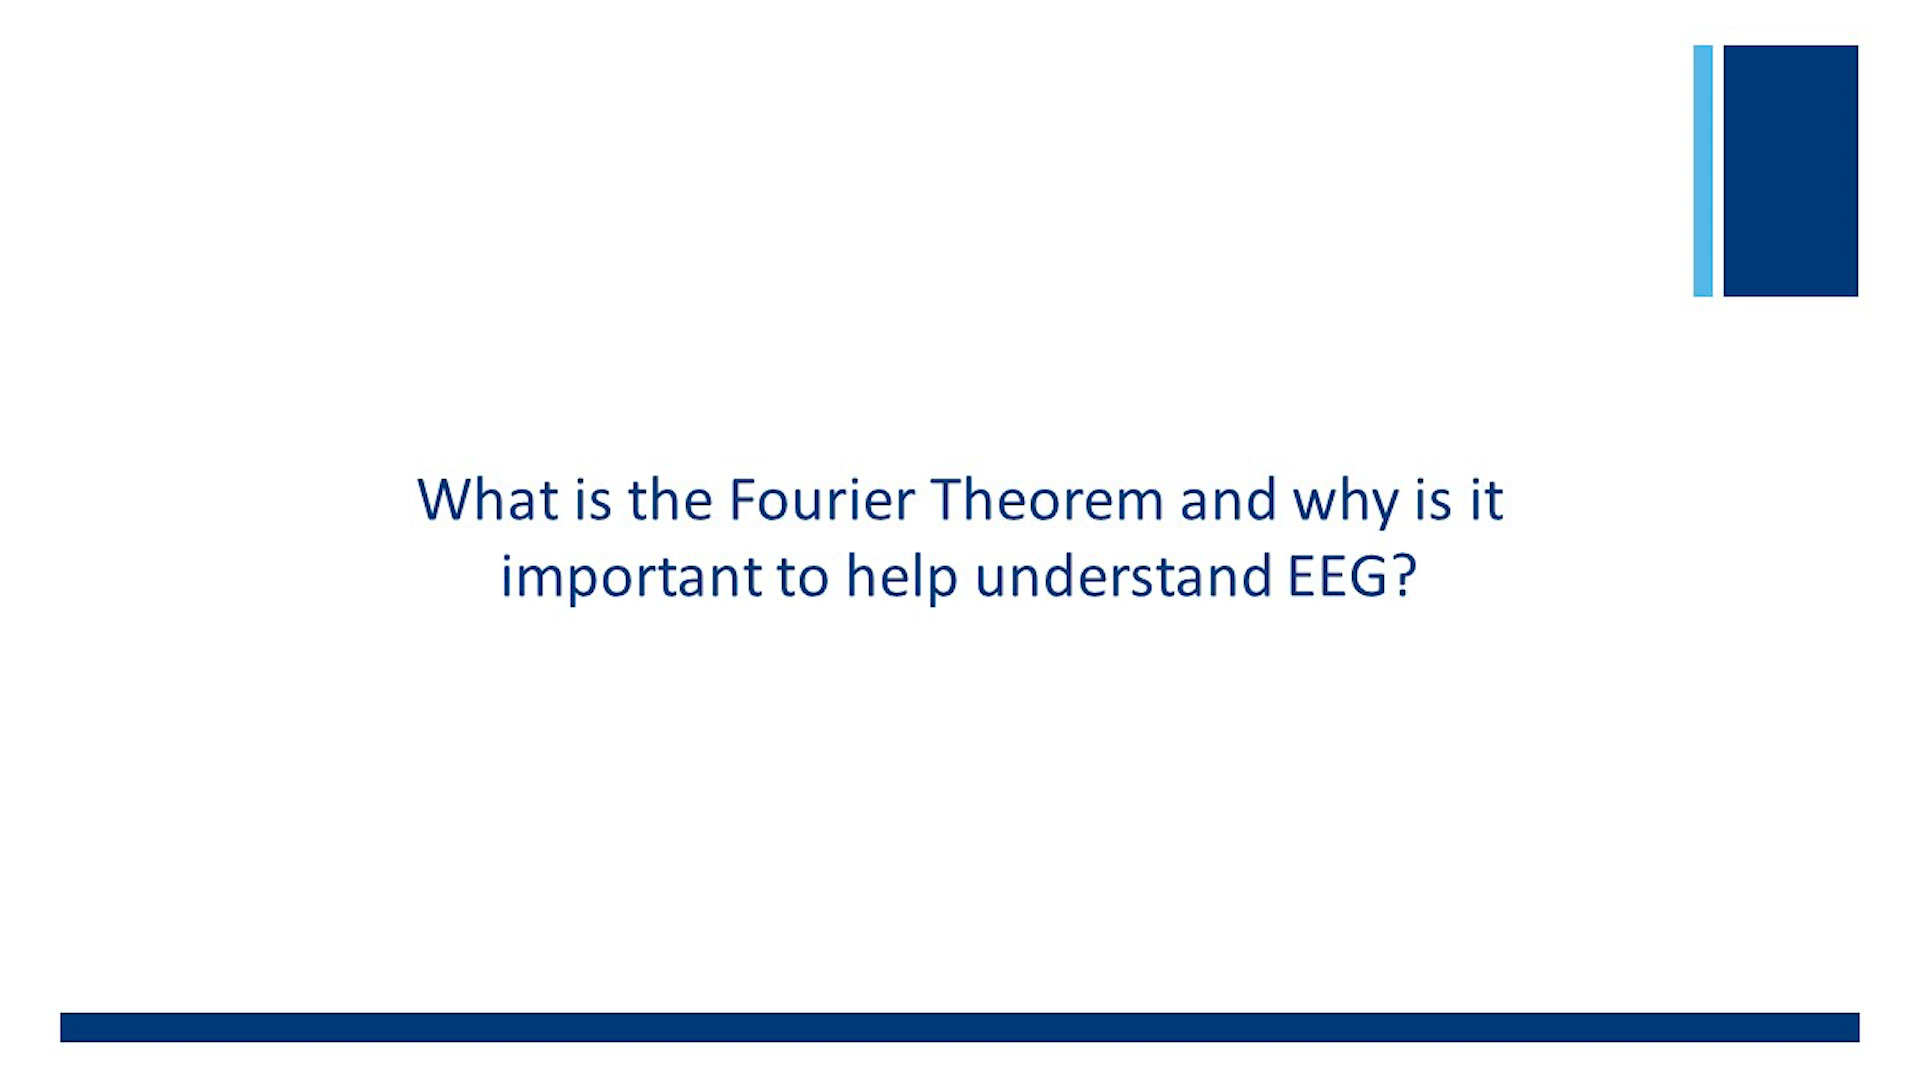 What is the Fourier Theorem and why is it
important to help understand EEG?